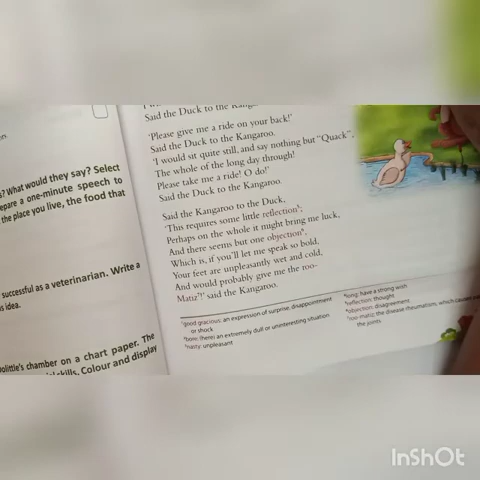 Said the Duck to the
'Please give me a ride on your back!'
Said the Duck to the Kangaroo.
'I would sit quite still, and say nothing but "Quack",
The whole of the long day through!
Please take me a ride! O do!'
Said the Duck to the Kangaroo.
Said the Kangaroo to the Duck,
'This requires some little reflection⁵;
Perhaps on the whole it might bring me luck,
And there seems but one objection⁶,
Which is, if you'll let me speak so bold,
Your feet are unpleasantly wet and cold,
And would probably give me the roo-
Matiz⁷!' said the Kangaroo.
good gracious: an expression of surprise, disappointment
or shock
bore: (here) an extremely dull or uninteresting situation
nasty: unpleasant
long: have a strong wish
reflection: thought
objection: disagreement
roo-matiz: the disease rheumatism, which causes
the joints.
? What would they say? Select
a one-minute speech to
the place you live, the food that
successful as a veterinarian. Write a
idea.
chamber on a chart paper. The
Colour and display
InShOt